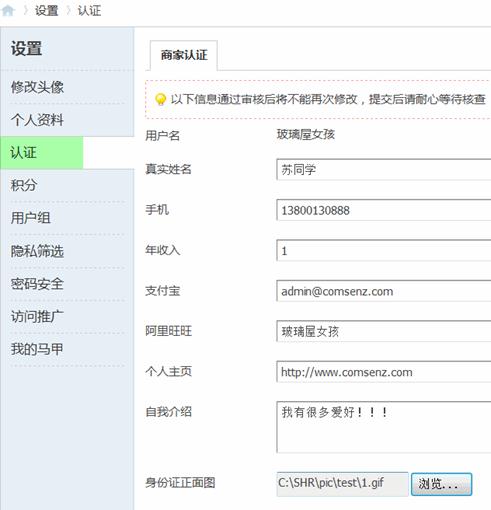 设置 认证
设置
修改头像
个人资料
认证
积分
用户组
隐私筛选
密码安全
访问推广
我的马甲
商家认证
以下信息通过审核后将不能再次修改，提交后请耐心等待核查
用户名 玻璃屋女孩
真实姓名 苏同学
手机 13800130888
年收入 1
支付宝 admin@comsenz.com
阿里旺旺 玻璃屋女孩
个人主页 http://www.comsenz.com
自我介绍 我有很多爱好！！！
身份证正面图 C:\SHR\pic\test\1.gif 浏览...